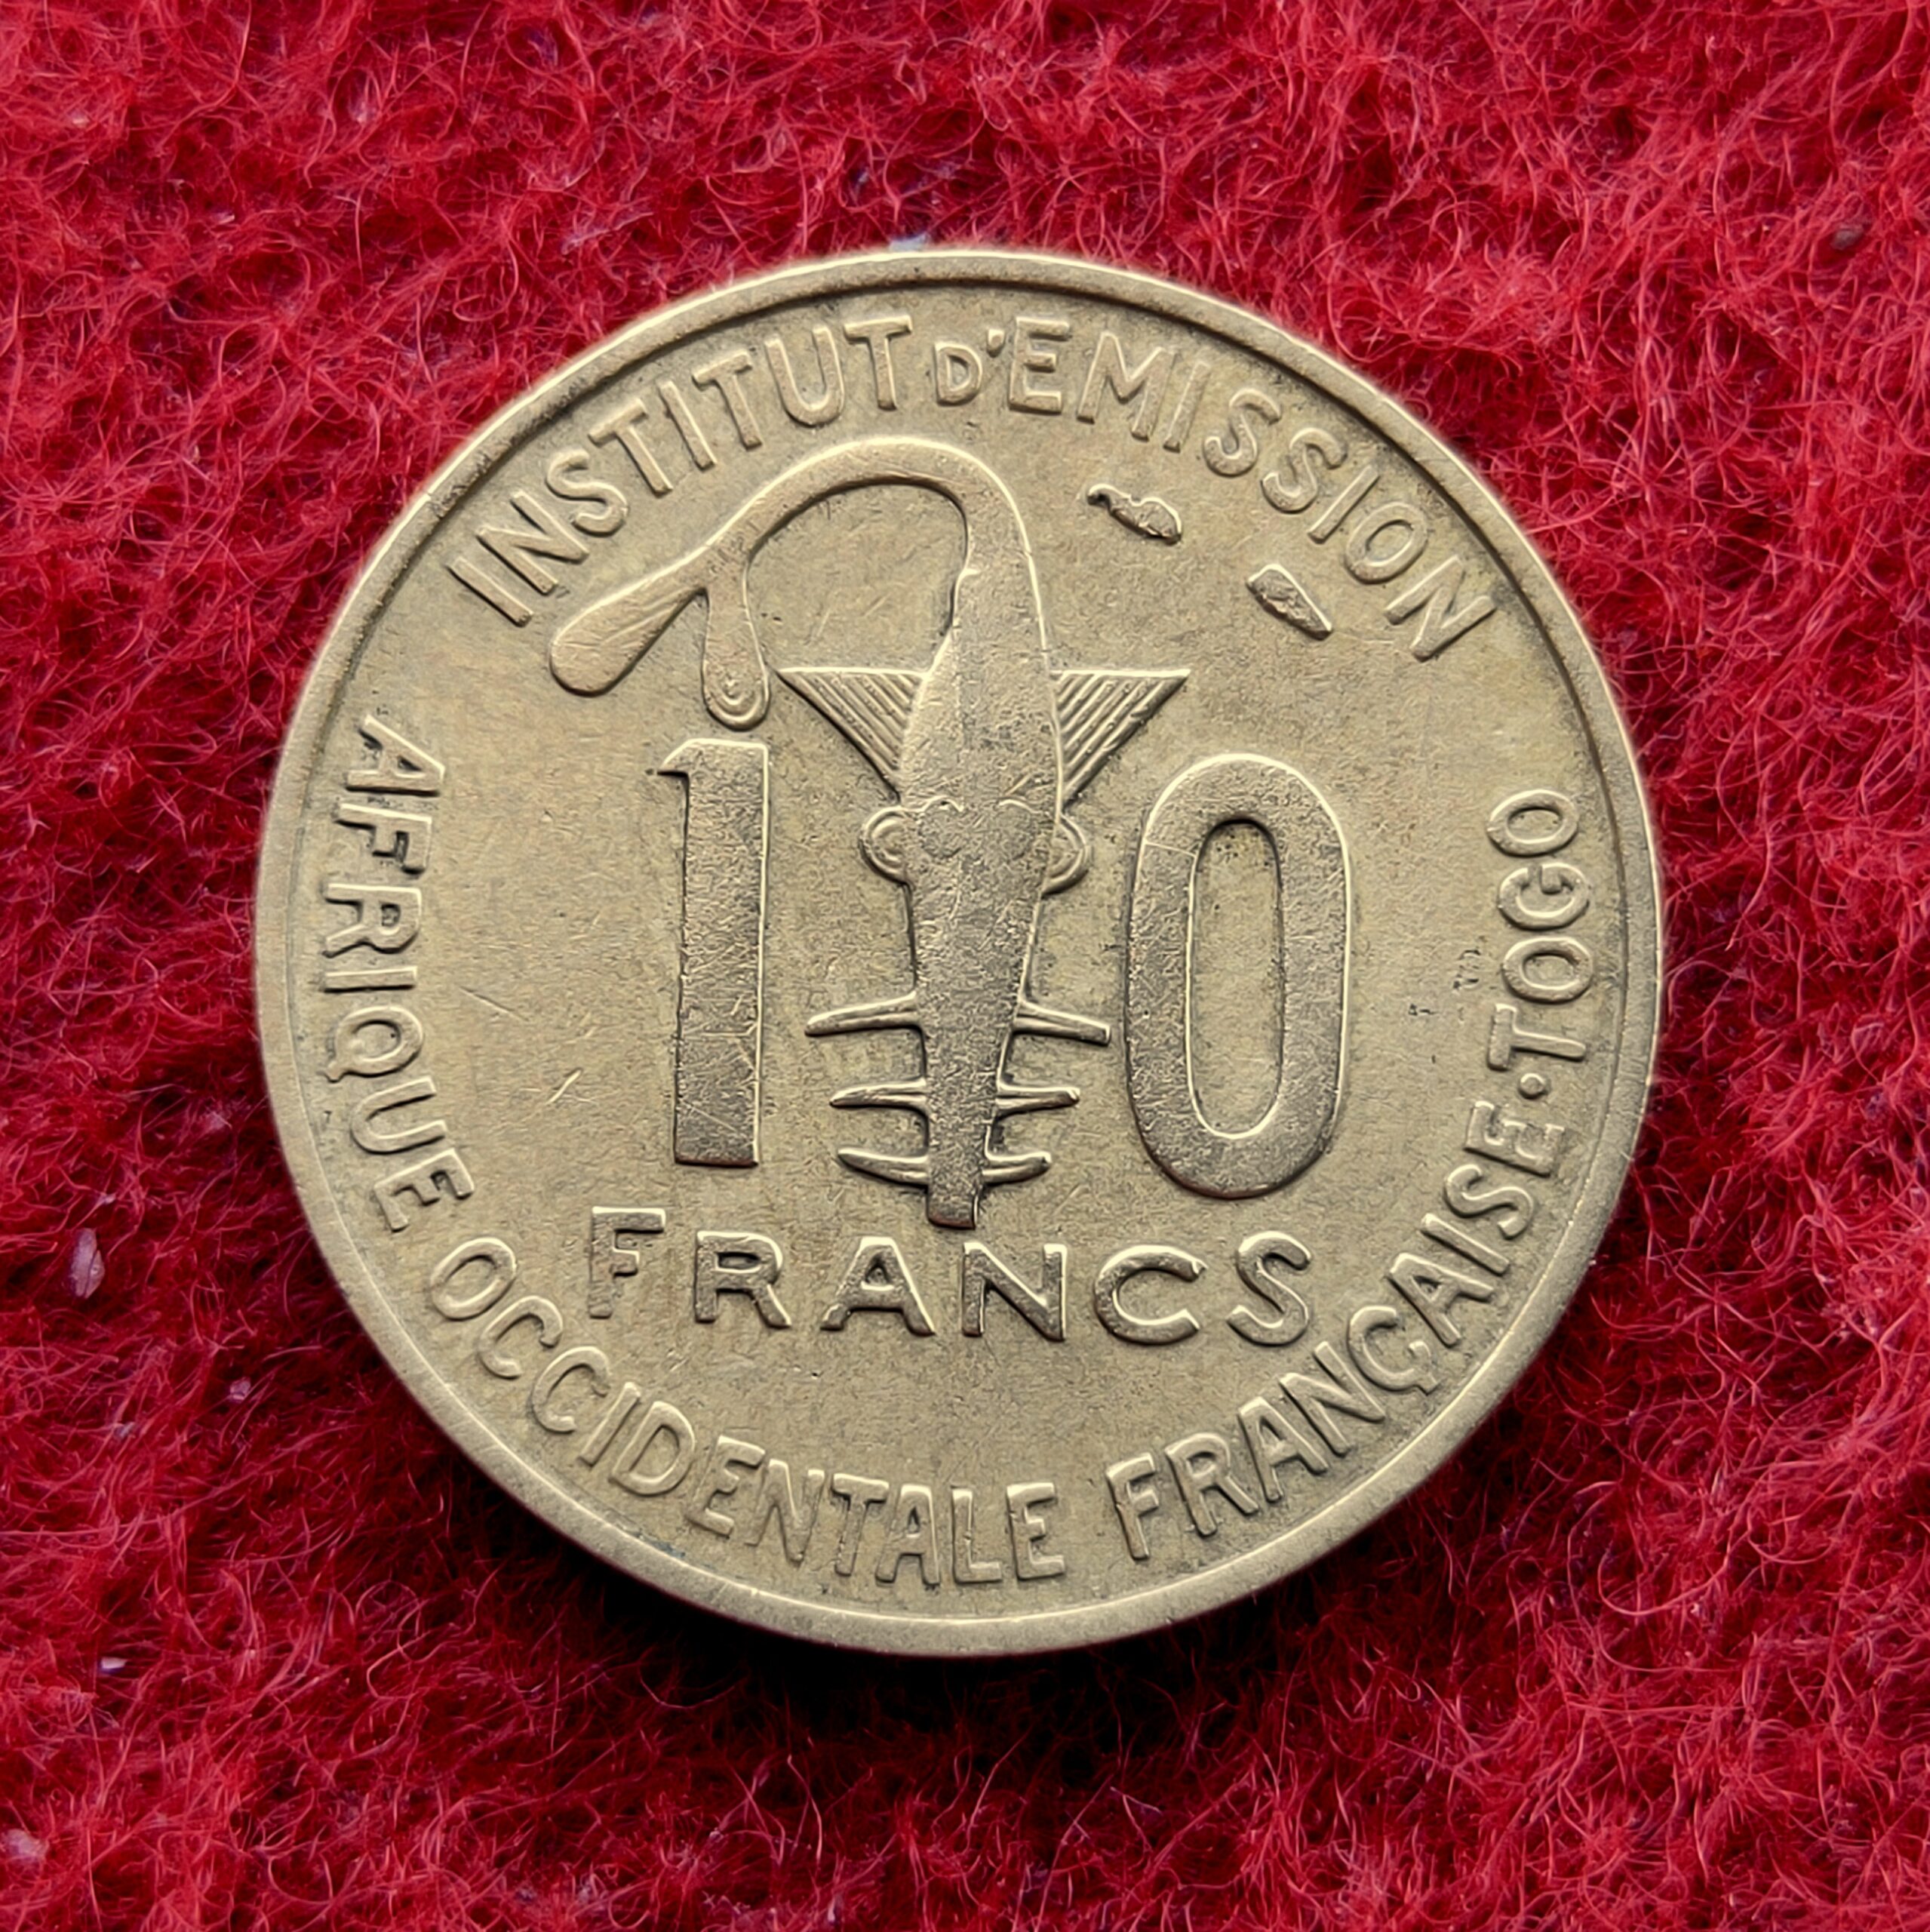 INSTITUT D'EMISSION
10
FRANCS
AFRIQUE OCCIDENTALE FRANÇAISE·TOGO